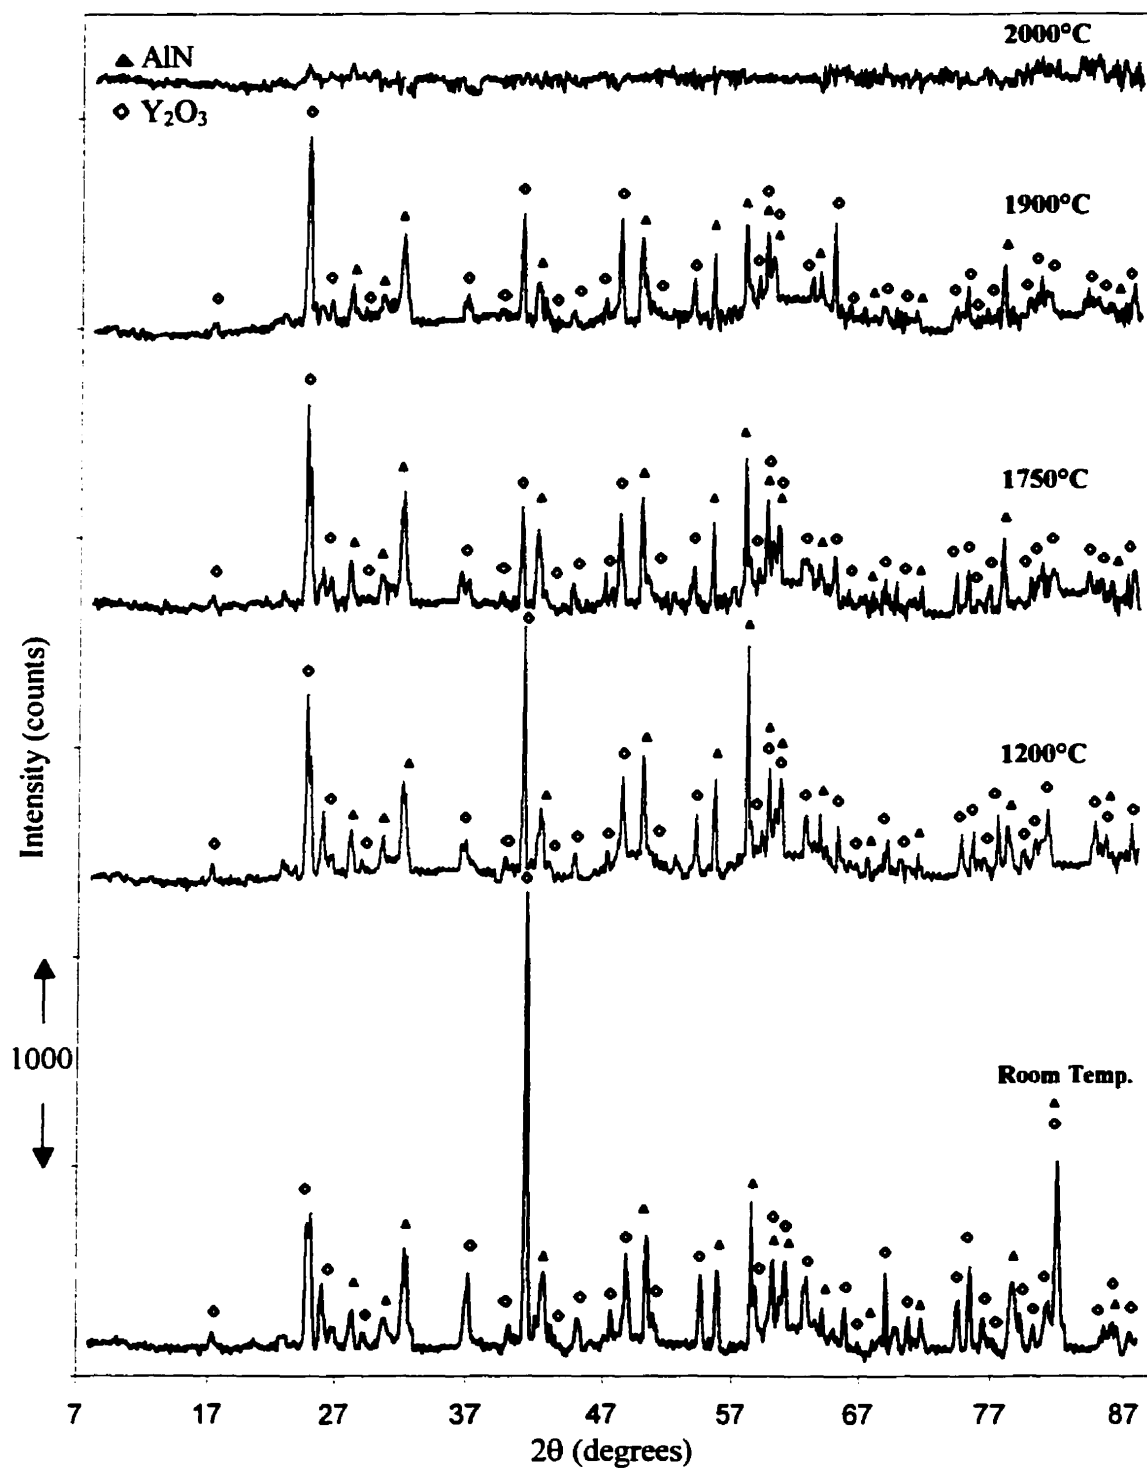 2000°C
▲ AlN
◇ Y₂O₃
1900°C
1750°C
1200°C
Room Temp.
Intensity (counts)
1000
7 17 27 37 47 57 67 77 87
2θ (degrees)